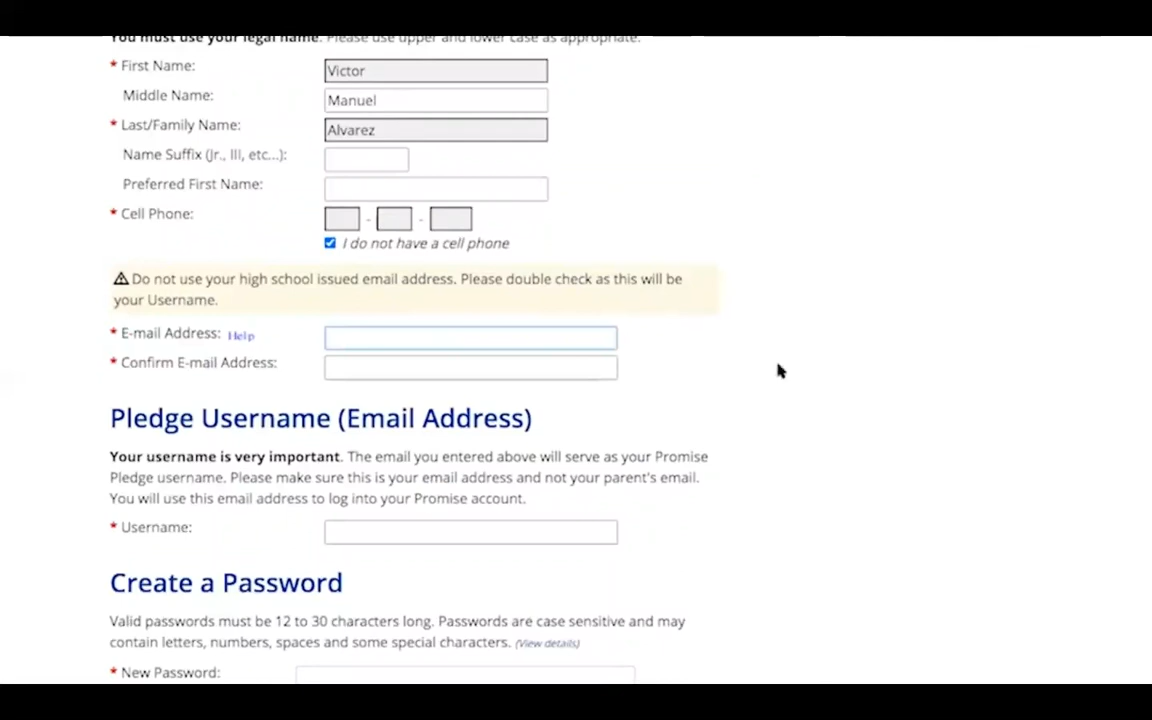 You must use your legal name. Please use upper and lower case as appropriate.
* First Name: Victor
Middle Name: Manuel
* Last/Family Name: Alvarez
Name Suffix (Jr., III, etc...):
Preferred First Name:
* Cell Phone: - -
I do not have a cell phone
Do not use your high school issued email address. Please double check as this will be
your Username.
* E-mail Address: Help
* Confirm E-mail Address:
Pledge Username (Email Address)
Your username is very important. The email you entered above will serve as your Promise
Pledge username. Please make sure this is your email address and not your parent's email.
You will use this email address to log into your Promise account.
* Username:
Create a Password
Valid passwords must be 12 to 30 characters long. Passwords are case sensitive and may
contain letters, numbers, spaces and some special characters. (View details)
* New Password: